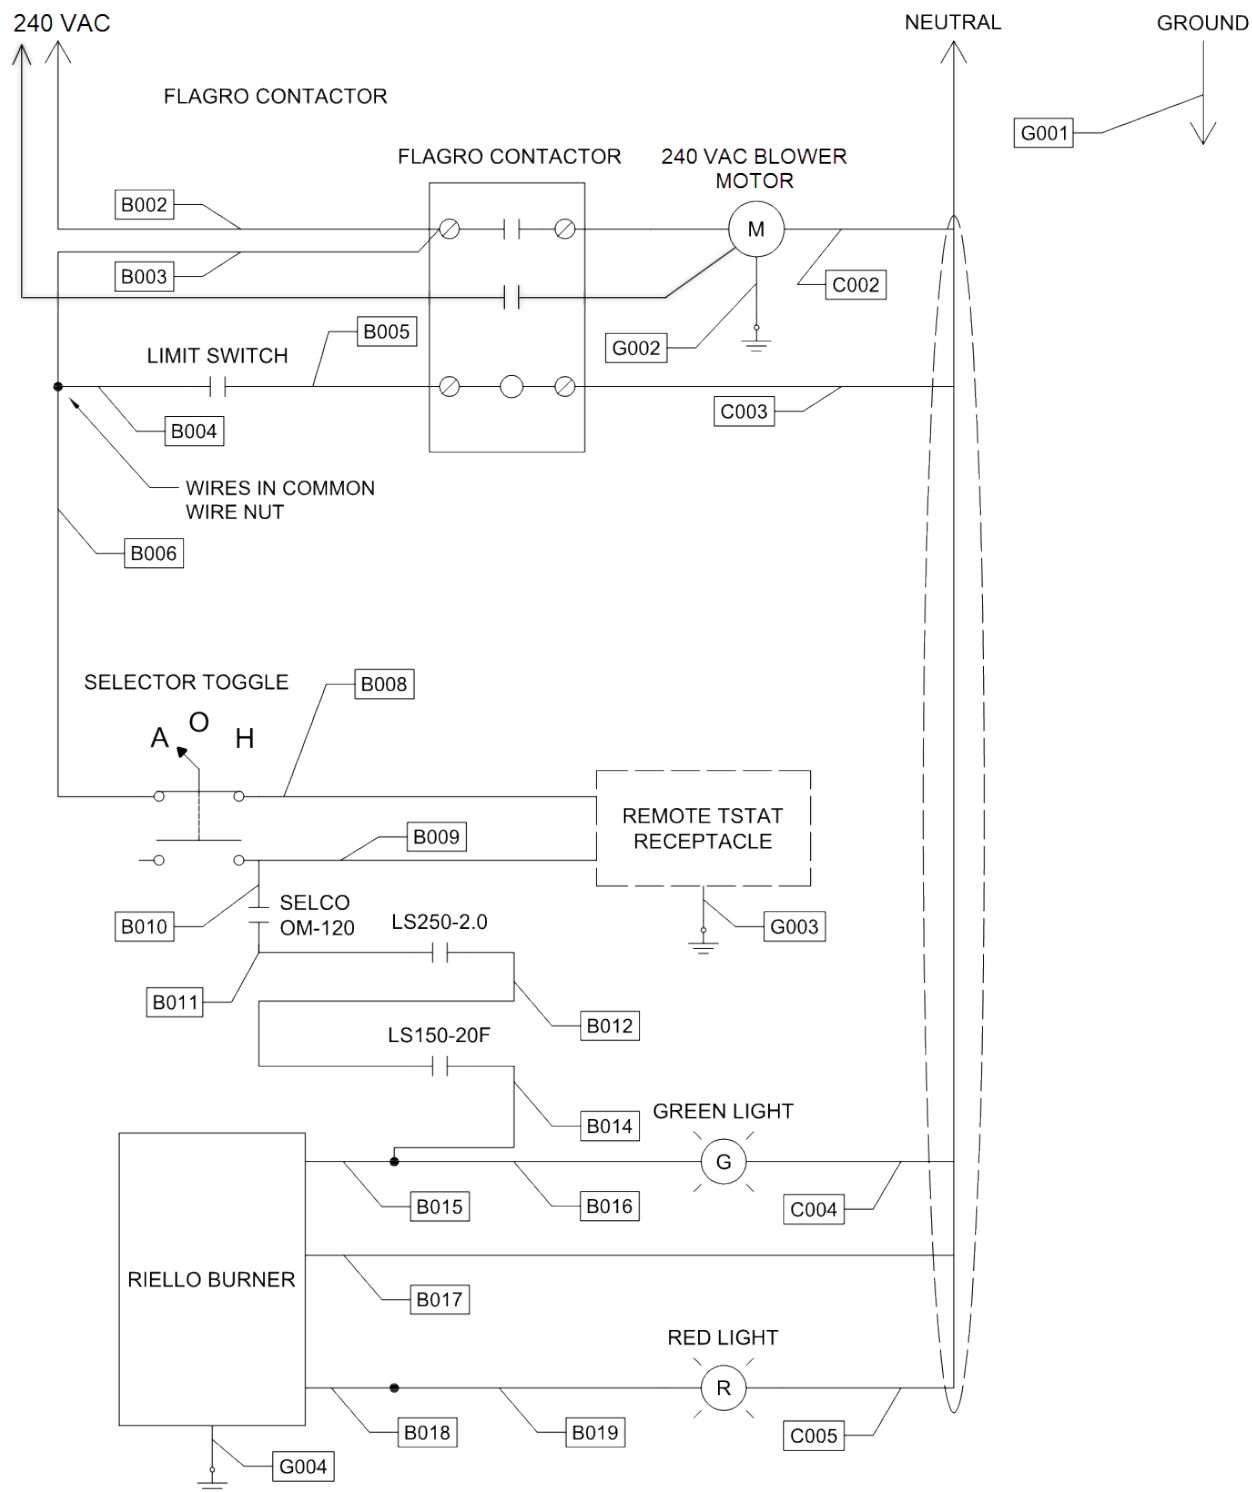 240 VAC
NEUTRAL
GROUND
FLAGRO CONTACTOR
G001
FLAGRO CONTACTOR
240 VAC BLOWER
MOTOR
B002
M
B003
C002
B005
G002
LIMIT SWITCH
C003
B004
WIRES IN COMMON
WIRE NUT
B006
SELECTOR TOGGLE
B008
A O H
REMOTE TSTAT
RECEPTACLE
B009
SELCO
OM-120
B010
LS250-2.0
G003
B011
B012
LS150-20F
GREEN LIGHT
B014
G
B015
B016
C004
RIELLO BURNER
B017
RED LIGHT
R
B018
B019
C005
G004